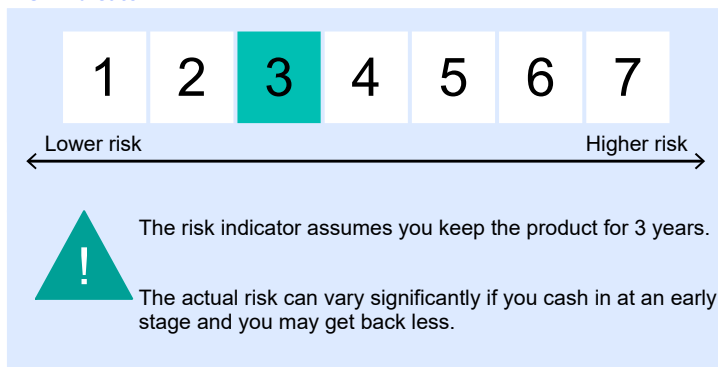 1 2 3 4 5 6 7
Lower risk Higher risk
!
The risk indicator assumes you keep the product for 3 years.
The actual risk can vary significantly if you cash in at an early
stage and you may get back less.